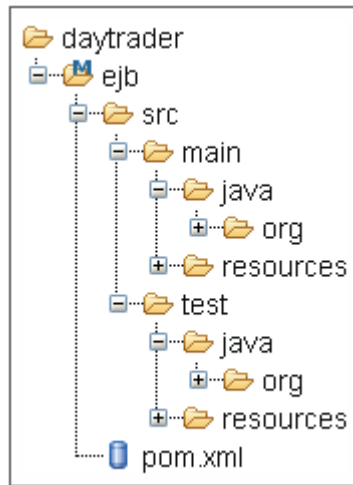 daytrader
M ejb
src
main
java
org
resources
test
java
org
resources
pom.xml